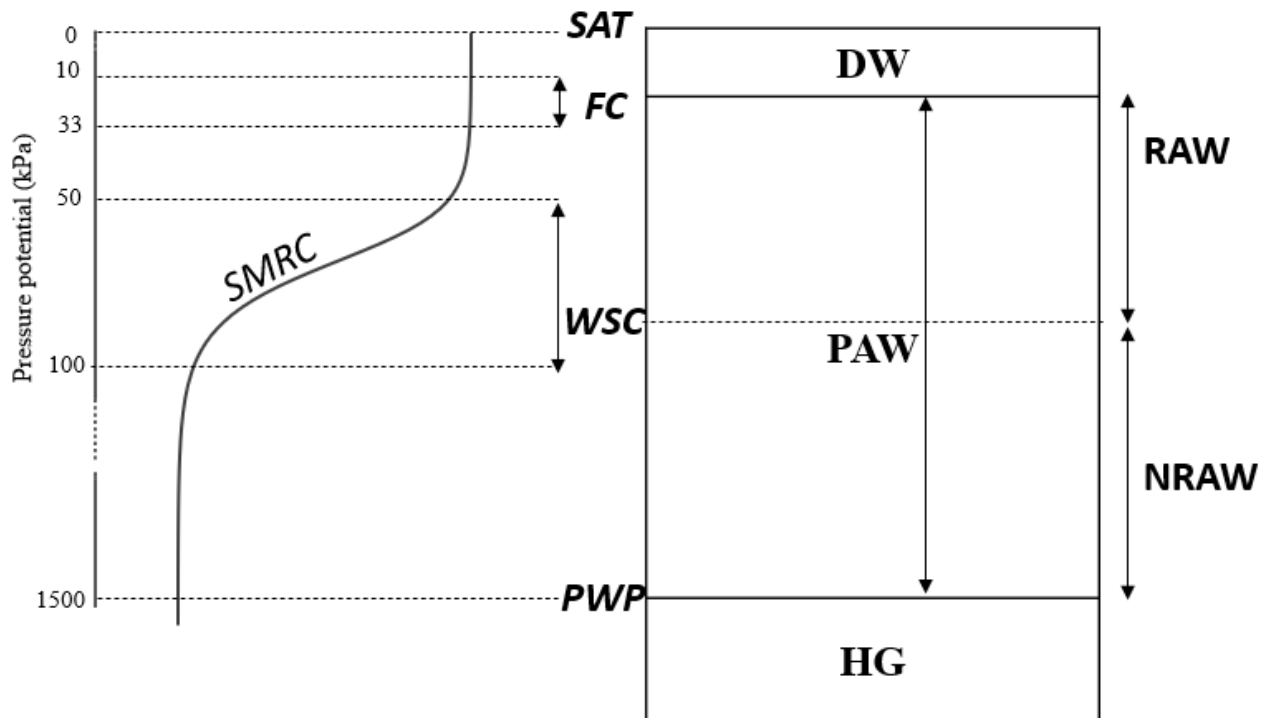 Pressure potential (kPa)
0
10
33
50
100
1500
SMRC
SAT
FC
WSC
PWP
DW
PAW
HG
RAW
NRAW